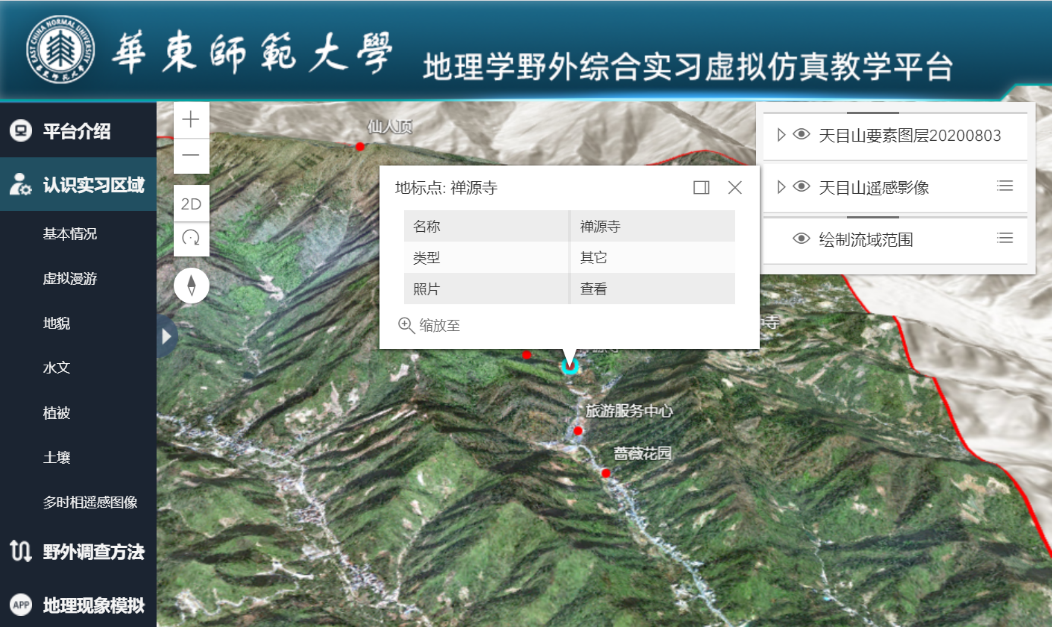 EAST CHINA NORMAL UNIVERSITY
華東師範大學
地理学野外综合实习虚拟仿真教学平台
平台介绍
认识实习区域
基本情况
虚拟漫游
地貌
水文
植被
土壤
多时相遥感图像
野外调查方法
APP 地理现象模拟
2D
仙人顶
地标点: 禅源寺
名称 禅源寺
类型 其它
照片 查看
缩放至
天目山要素图层20200803
天目山遥感影像
绘制流域范围
寺
旅游服务中心
蔷薇花园